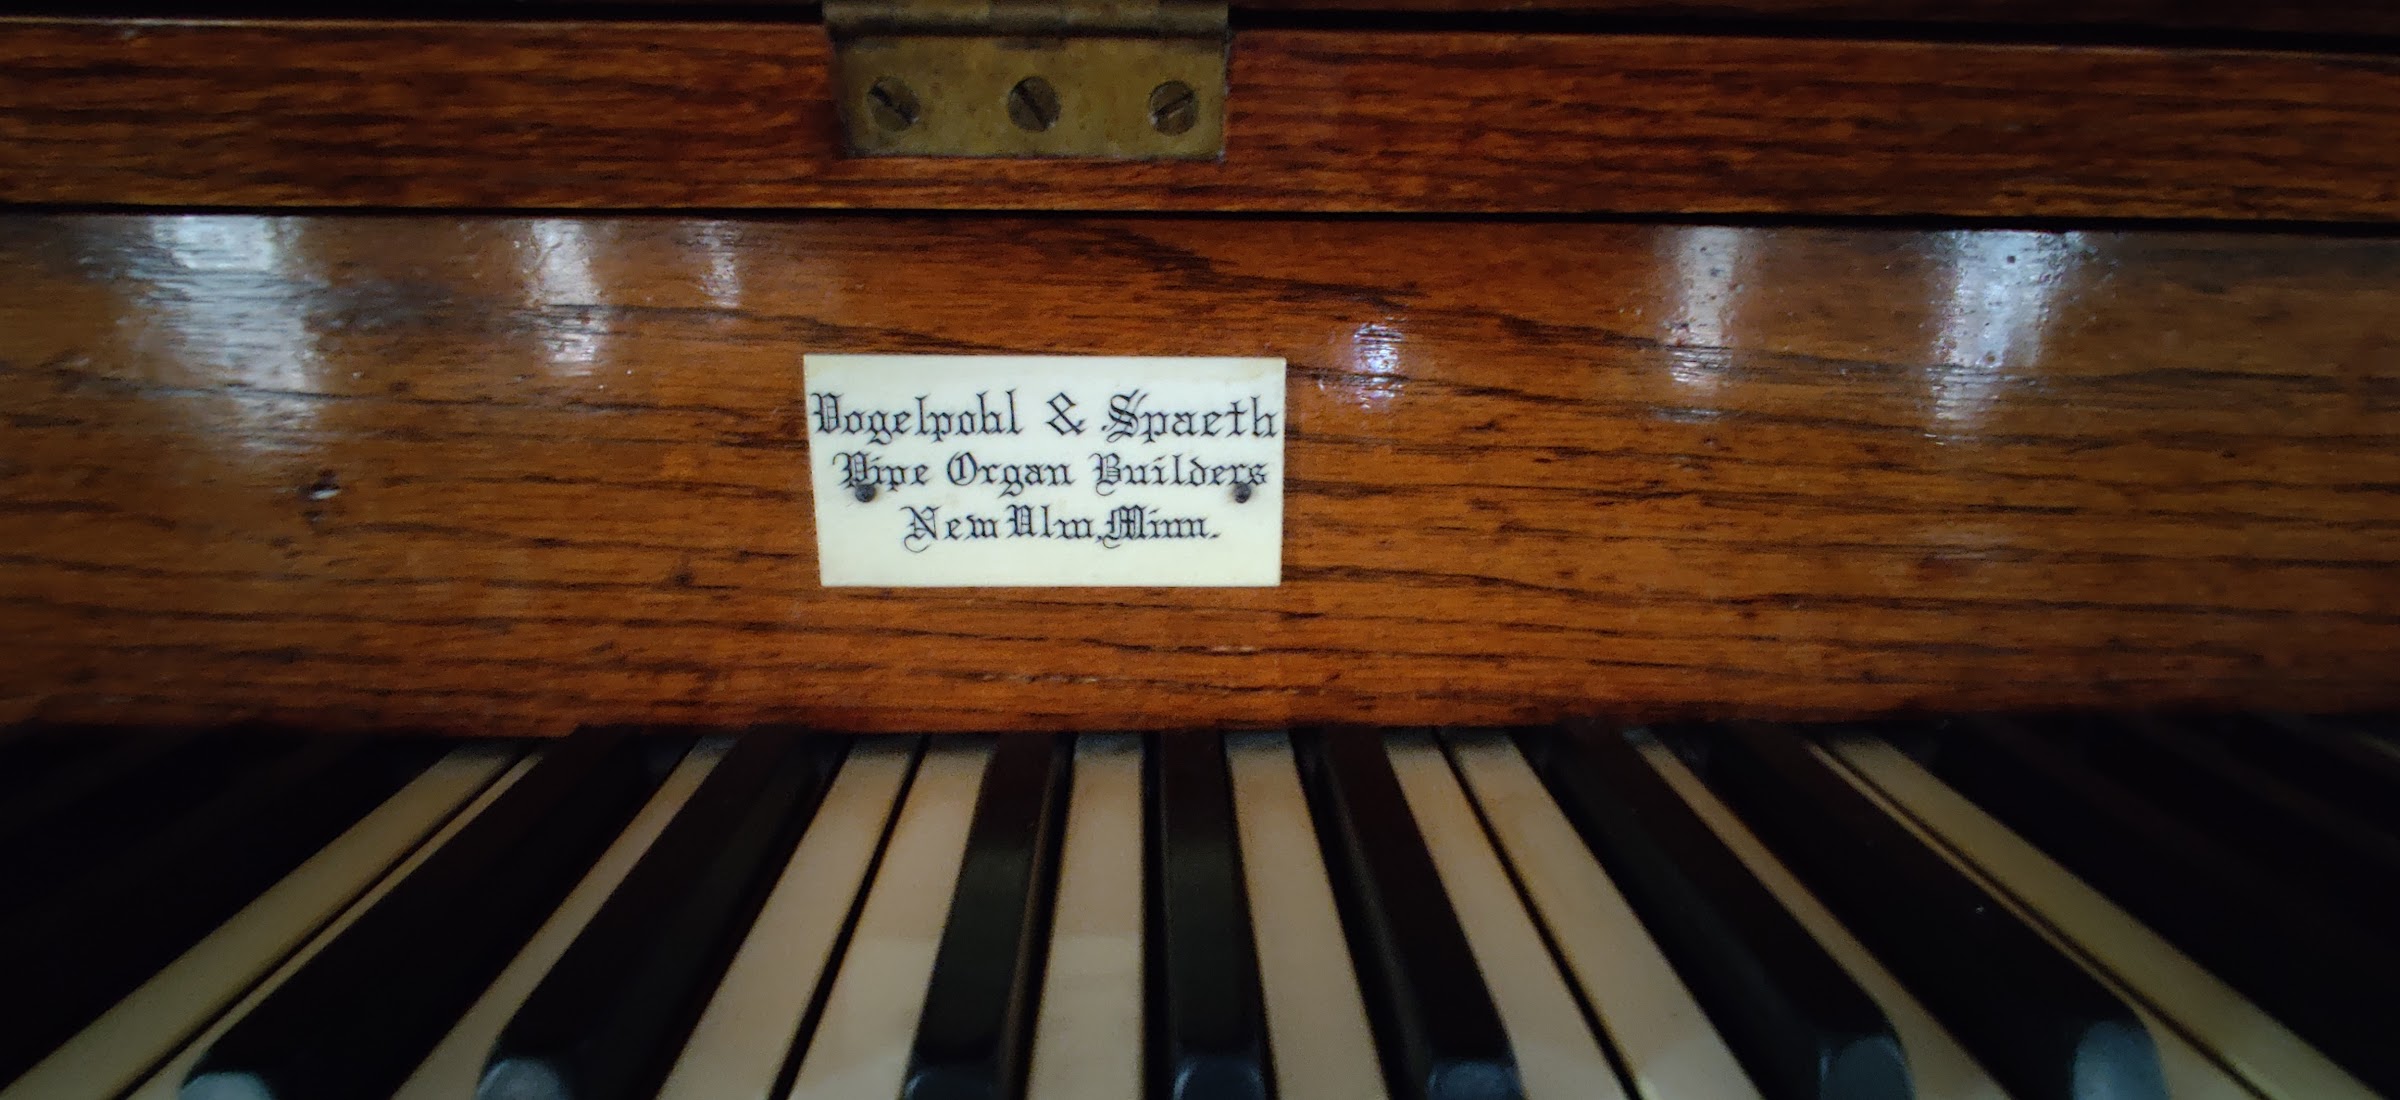 Vogelpohl & Spaeth
Pipe Organ Builders
New Ulm, Minn.